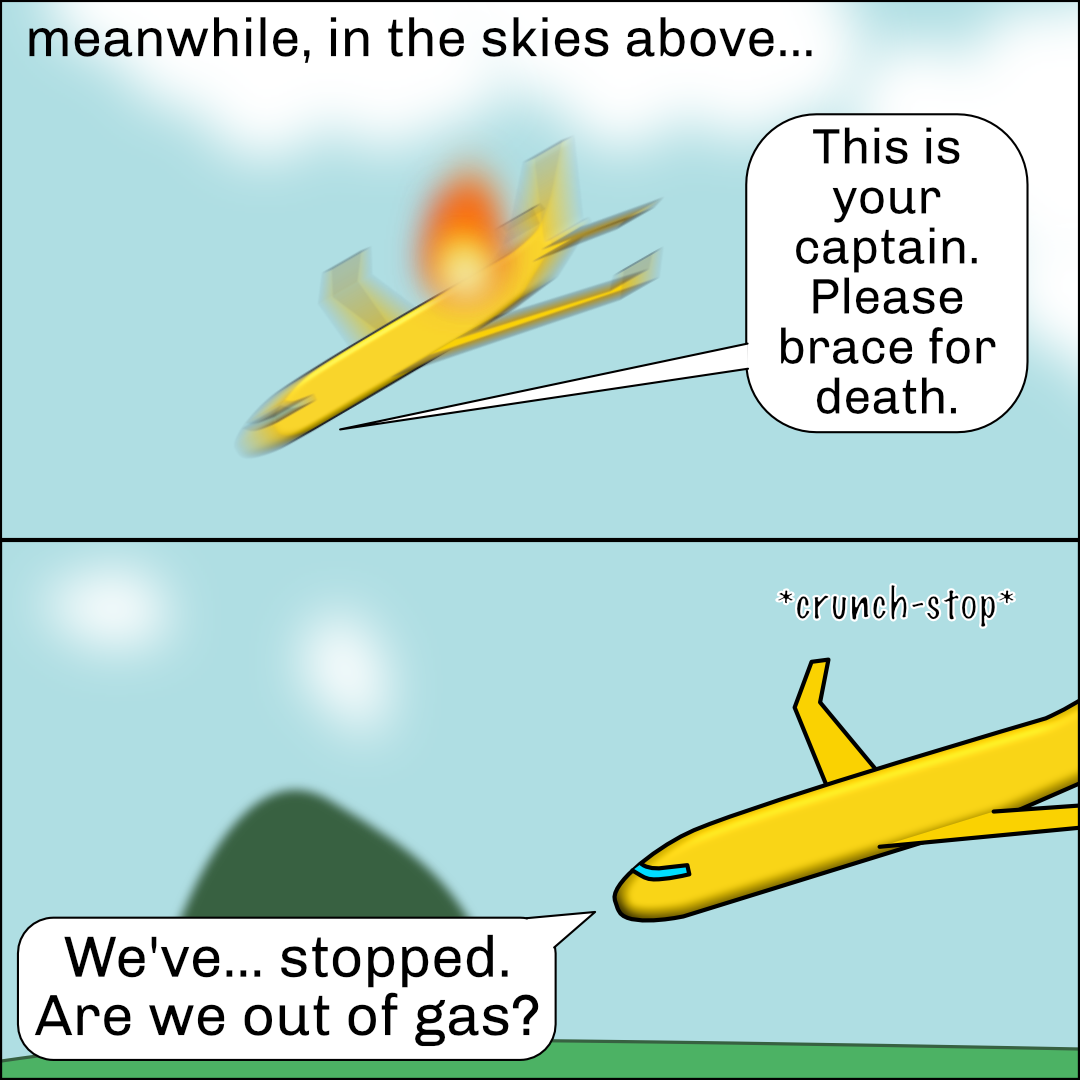 meanwhile, in the skies above...
This is
your
captain.
Please
brace for
death.
*crunch-stop*
We've... stopped.
Are we out of gas?